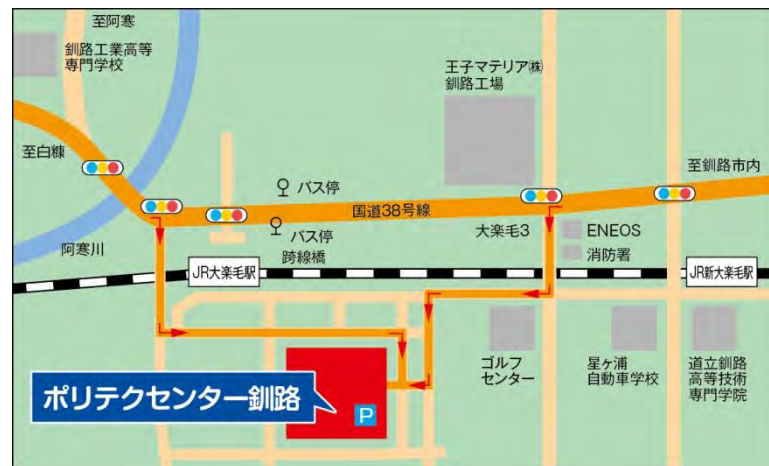 至阿寒
釧路工業高等
専門学校
王子マテリア㈱
釧路工場
至白糠
至釧路市内
バス停
国道38号線
バス停
大楽毛3
ENEOS
消防署
阿寒川
跨線橋
JR大楽毛駅
JR新大楽毛駅
ゴルフ
センター
星ヶ浦
自動車学校
道立釧路
高等技術
専門学院
ポリテクセンター釧路
P